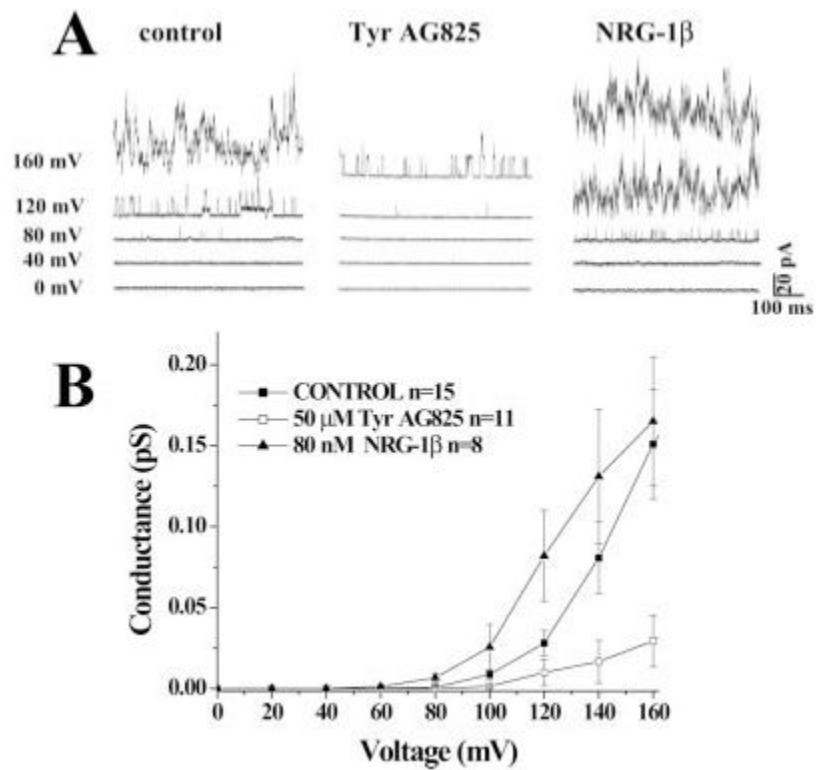 A
control
Tyr AG825
NRG-1β
160 mV
120 mV
80 mV
40 mV
0 mV
20 pA
100 ms
B
0.20
0.15
0.10
0.05
0.00
Conductance (pS)
CONTROL n=15
50 μM Tyr AG825 n=11
80 nM NRG-1β n=8
0 20 40 60 80 100 120 140 160
Voltage (mV)